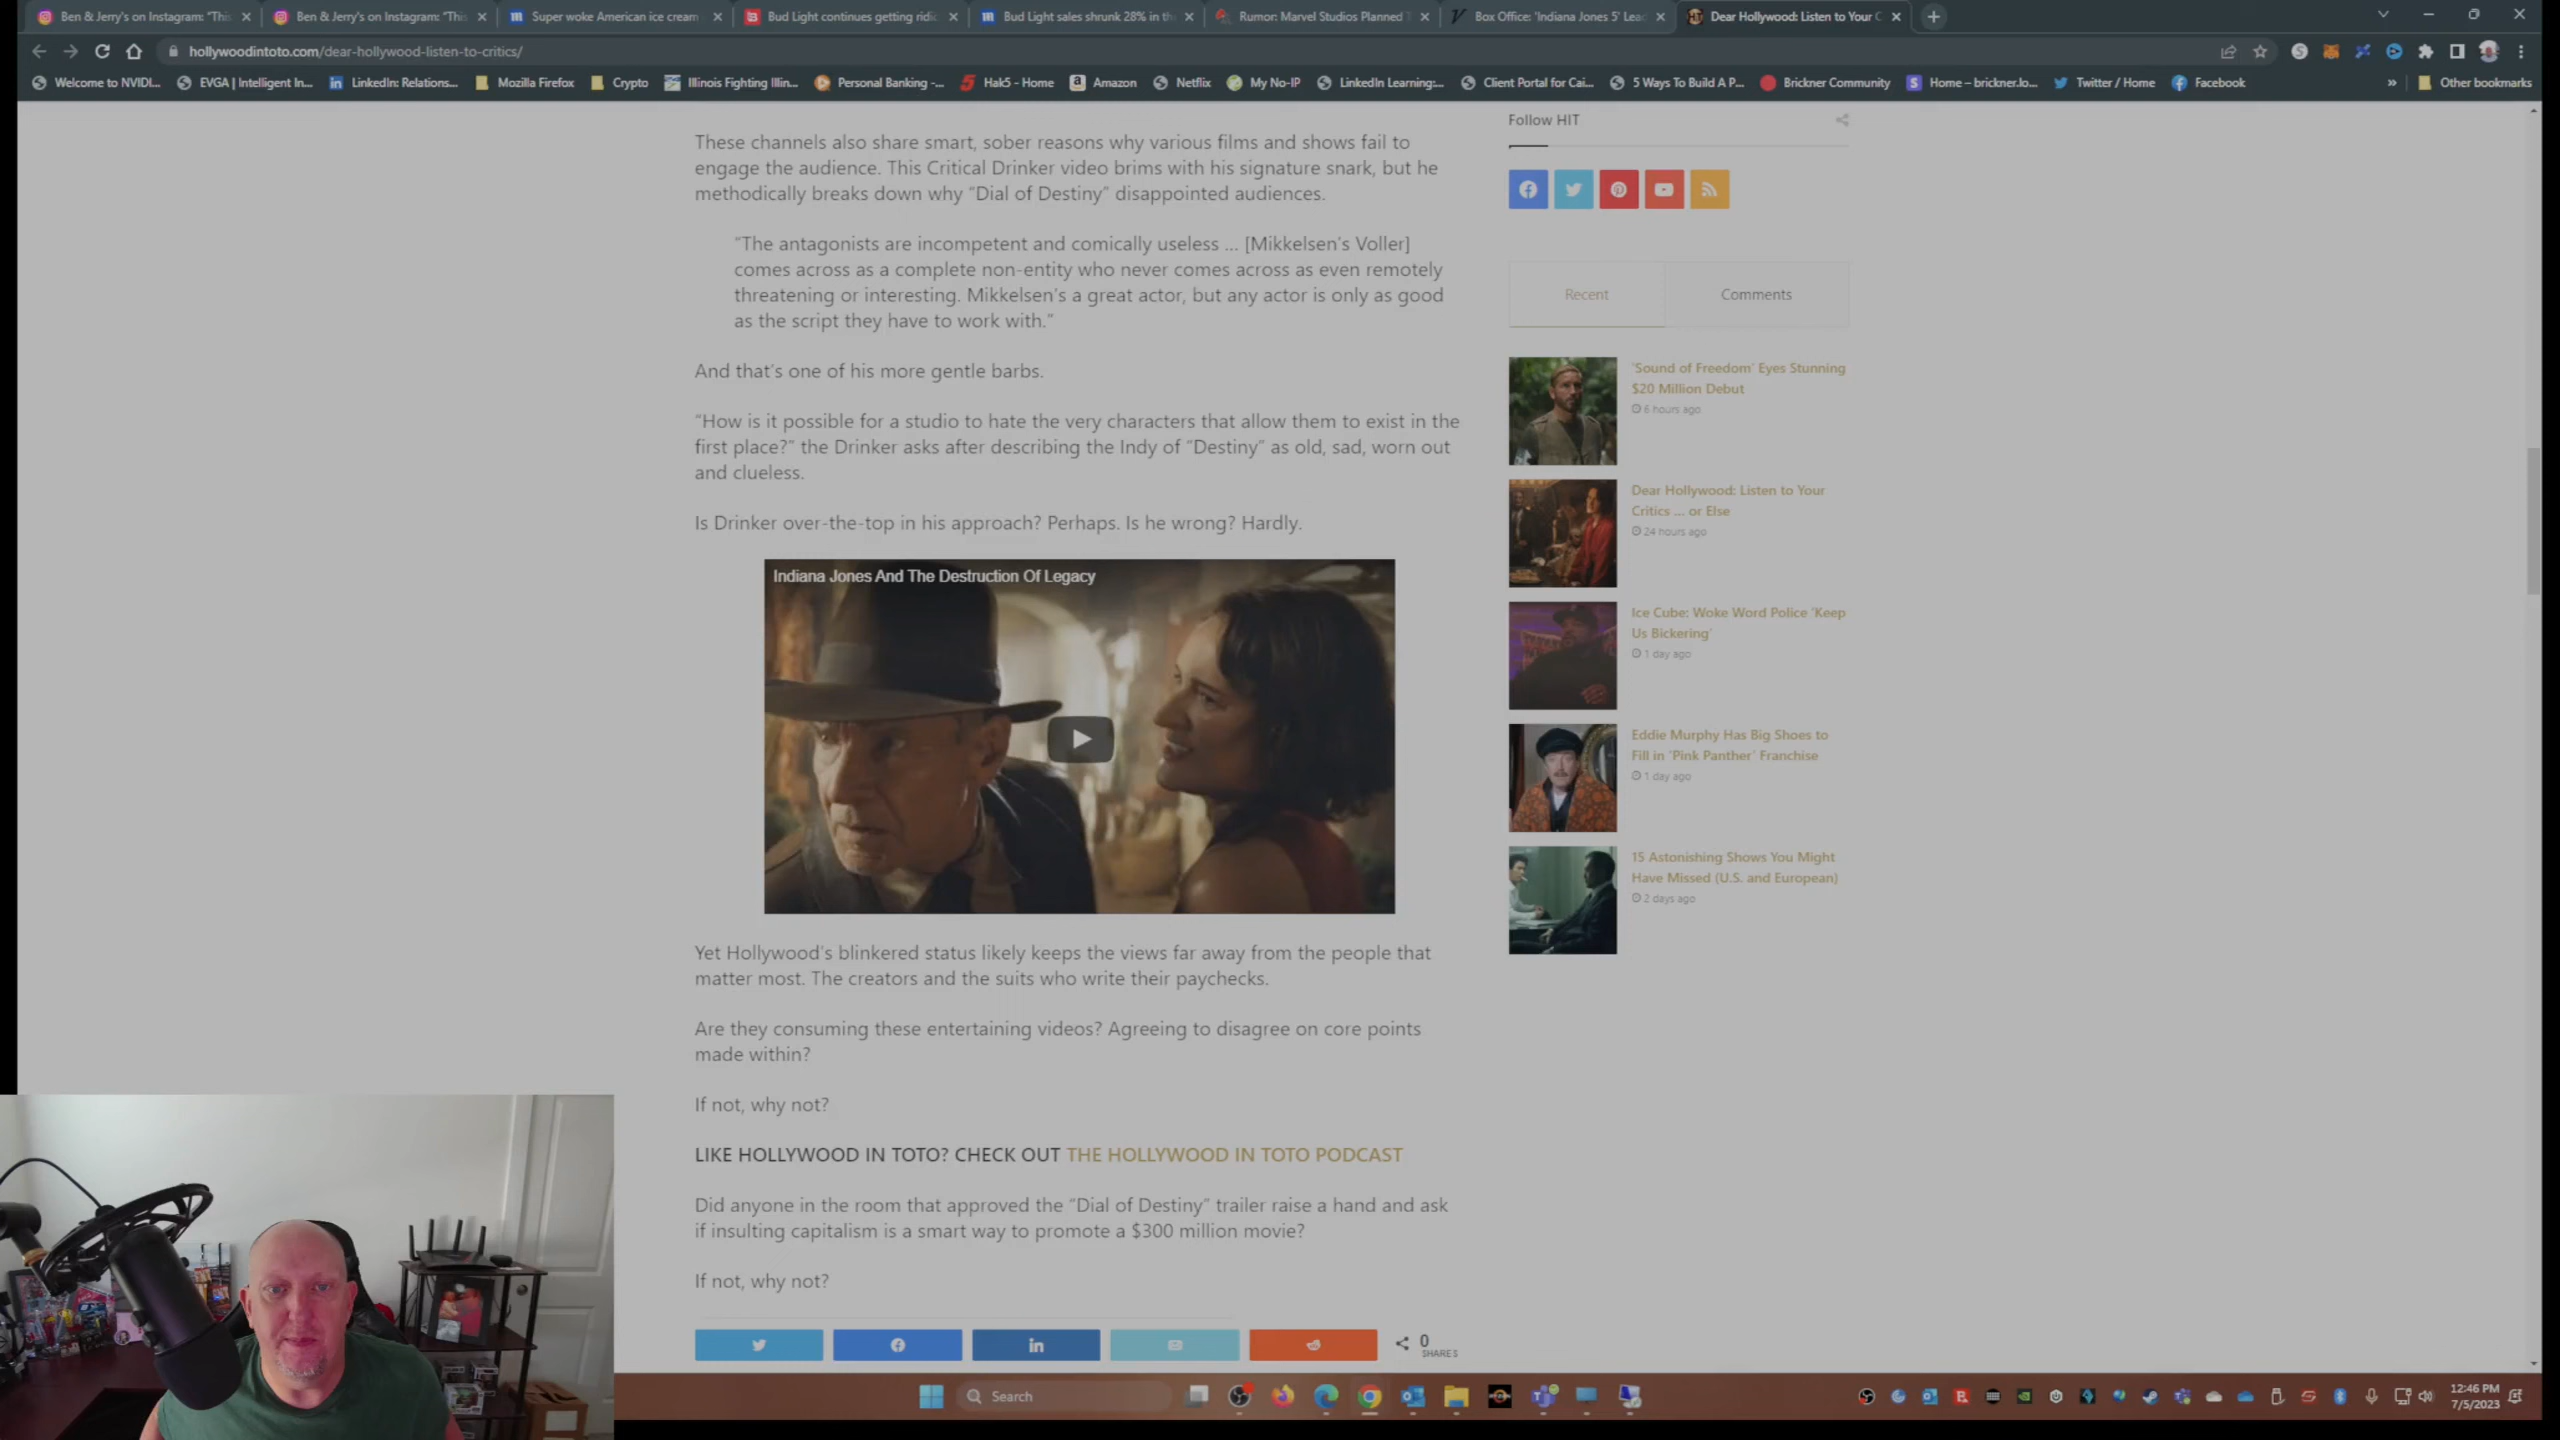 Ben & Jerry's on Instagram: "This
Ben & Jerry's on Instagram: "This
Super woke American ice cream
Bud Light continues getting ridic
Bud Light sales shrunk 28% in th
Rumor: Marvel Studios Planned T
Box Office: 'Indiana Jones 5' Lead
Dear Hollywood: Listen to Your C
hollywoodintoto.com/dear-hollywood-listen-to-critics/
Welcome to NVIDI...
EVGA | Intelligent In...
LinkedIn: Relations...
Mozilla Firefox
Crypto
Illinois Fighting Illin...
Personal Banking -...
Hak5 - Home
Amazon
Netflix
My No-IP
LinkedIn Learning:...
Client Portal for Cai...
5 Ways To Build A P...
Brickner Community
Home – brickner.lo...
Twitter / Home
Facebook
»
Other bookmarks
These channels also share smart, sober reasons why various films and shows fail to
engage the audience. This Critical Drinker video brims with his signature snark, but he
methodically breaks down why “Dial of Destiny” disappointed audiences.
“The antagonists are incompetent and comically useless … [Mikkelsen’s Voller]
comes across as a complete non-entity who never comes across as even remotely
threatening or interesting. Mikkelsen’s a great actor, but any actor is only as good
as the script they have to work with.”
And that’s one of his more gentle barbs.
“How is it possible for a studio to hate the very characters that allow them to exist in the
first place?” the Drinker asks after describing the Indy of “Destiny” as old, sad, worn out
and clueless.
Is Drinker over-the-top in his approach? Perhaps. Is he wrong? Hardly.
Indiana Jones And The Destruction Of Legacy
Yet Hollywood’s blinkered status likely keeps the views far away from the people that
matter most. The creators and the suits who write their paychecks.
Are they consuming these entertaining videos? Agreeing to disagree on core points
made within?
If not, why not?
LIKE HOLLYWOOD IN TOTO? CHECK OUT THE HOLLYWOOD IN TOTO PODCAST
Did anyone in the room that approved the “Dial of Destiny” trailer raise a hand and ask
if insulting capitalism is a smart way to promote a $300 million movie?
If not, why not?
0
SHARES
Follow HIT
Recent
Comments
‘Sound of Freedom’ Eyes Stunning
$20 Million Debut
6 hours ago
Dear Hollywood: Listen to Your
Critics … or Else
24 hours ago
Ice Cube: Woke Word Police ‘Keep
Us Bickering’
1 day ago
Eddie Murphy Has Big Shoes to
Fill in ‘Pink Panther’ Franchise
1 day ago
15 Astonishing Shows You Might
Have Missed (U.S. and European)
2 days ago
Search
12:46 PM
7/5/2023